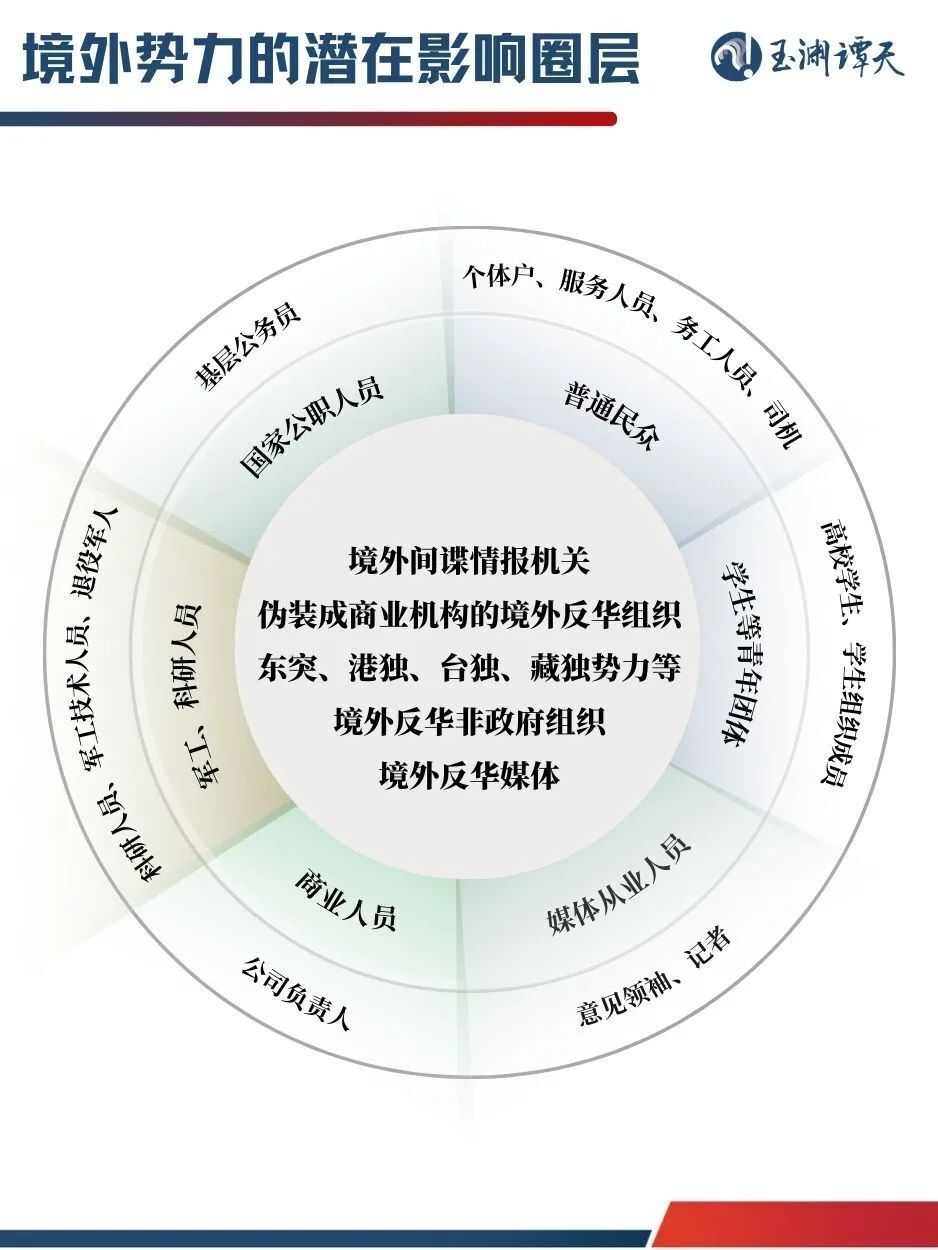 境外势力的潜在影响圈层
玉渊谭天
个体户、服务人员、务工人员、司机
普通民众
高校学生、学生组织成员
学生等青年团体
意见领袖、记者
媒体从业人员
公司负责人
商业人员
科研人员、军工技术人员、退役军人
军工、科研人员
基层公务员
国家公职人员
境外间谍情报机关
伪装成商业机构的境外反华组织
东突、港独、台独、藏独势力等
境外反华非政府组织
境外反华媒体